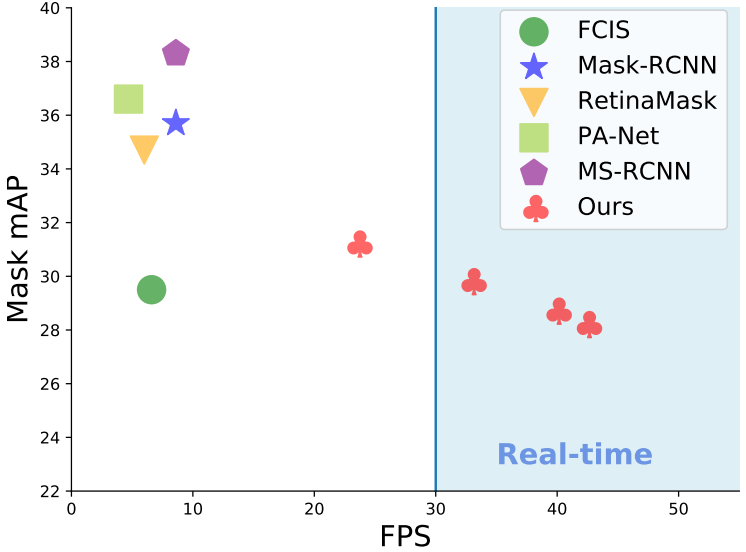 40
38
36
34
32
30
28
26
24
22
Mask mAP
FCIS
Mask-RCNN
RetinaMask
PA-Net
MS-RCNN
Ours
Real-time
0 10 20 30 40 50
FPS